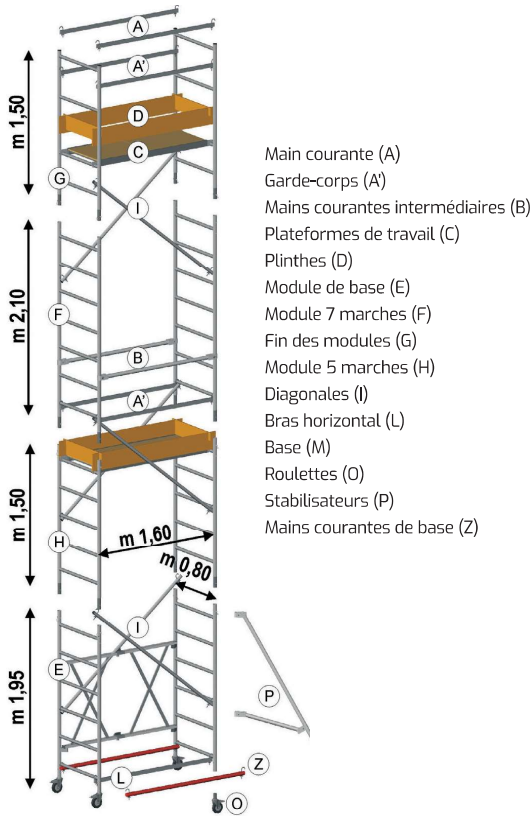 A
A'
D
C
G
I
m 1,50
Main courante (A)
Garde-corps (A')
Mains courantes intermédiaires (B)
Plateformes de travail (C)
Plinthes (D)
Module de base (E)
Module 7 marches (F)
Fin des modules (G)
Module 5 marches (H)
Diagonales (I)
Bras horizontal (L)
Base (M)
Roulettes (O)
Stabilisateurs (P)
Mains courantes de base (Z)
m 2,10
F
B
A'
m 1,50
H
m 1,60
m 0,80
m 1,95
I
E
P
L
Z
O